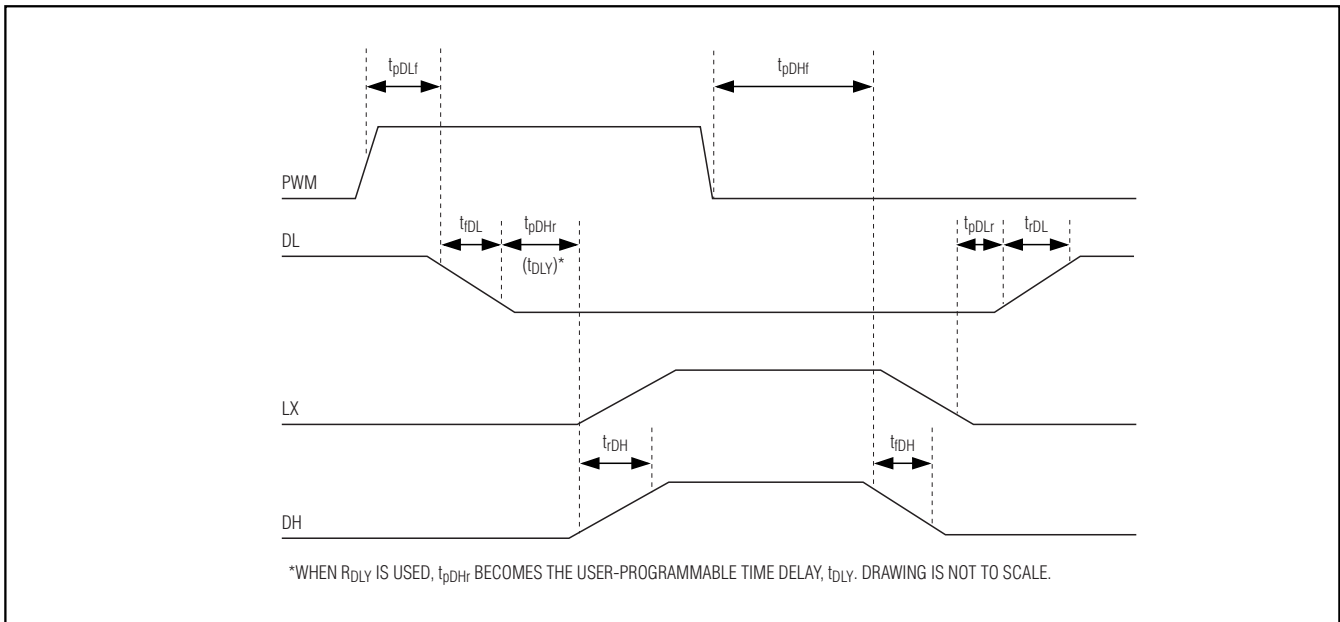 tpDLf
tpDHf
PWM
tfDL
tpDHr
tpDLr
trDL
DL
(tDLY)*
LX
trDH
tfDH
DH
*WHEN RDLY IS USED, tpDHr BECOMES THE USER-PROGRAMMABLE TIME DELAY, tDLY. DRAWING IS NOT TO SCALE.